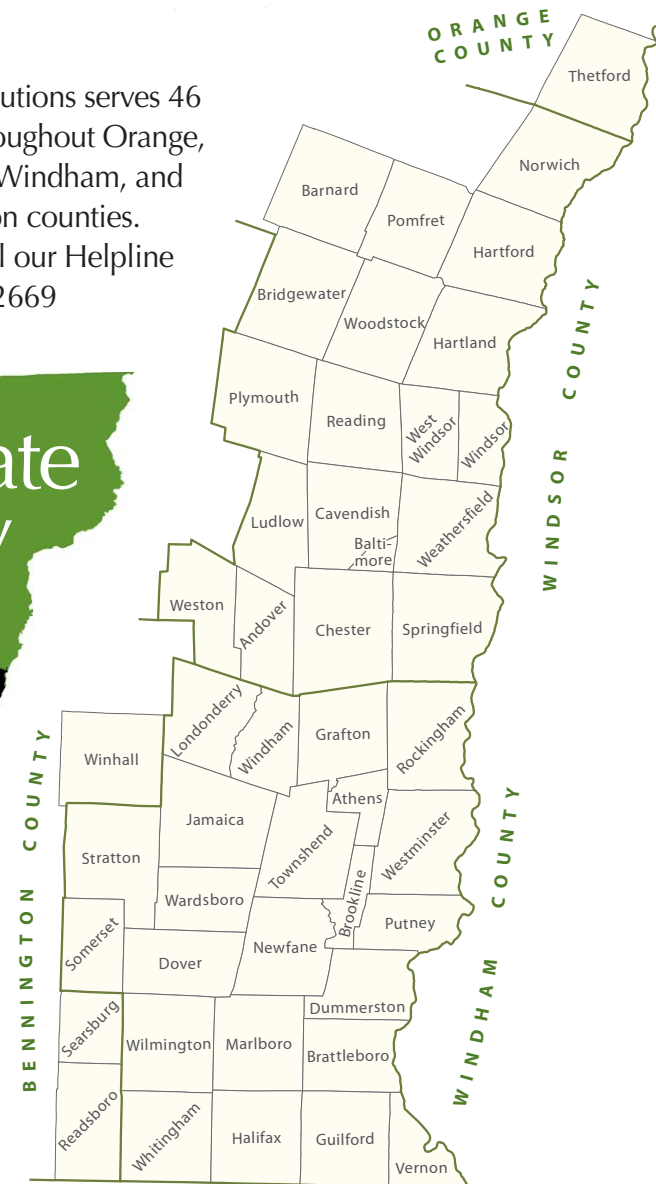 ORANGE
COUNTY
Thetford
utions serves 46
oughout Orange,
Windham, and
on counties.
l our Helpline
2669
Norwich
Barnard
Pomfret
Hartford
Bridgewater
Woodstock
Hartland
WINDSOR COUNTY
Plymouth
Reading
West
Windsor
Windsor
ate
y
Ludlow
Cavendish
Balti-
more
Weathersfield
Weston
Andover
Chester
Springfield
Londonderry
Windham
Grafton
Rockingham
BENNINGTON COUNTY
Winhall
Jamaica
Athens
Townshend
Westminster
WINDHAM COUNTY
Stratton
Wardsboro
Brookline
Putney
Somerset
Dover
Newfane
Dummerston
Searsburg
Wilmington
Marlboro
Brattleboro
Readsboro
Whitingham
Halifax
Guilford
Vernon